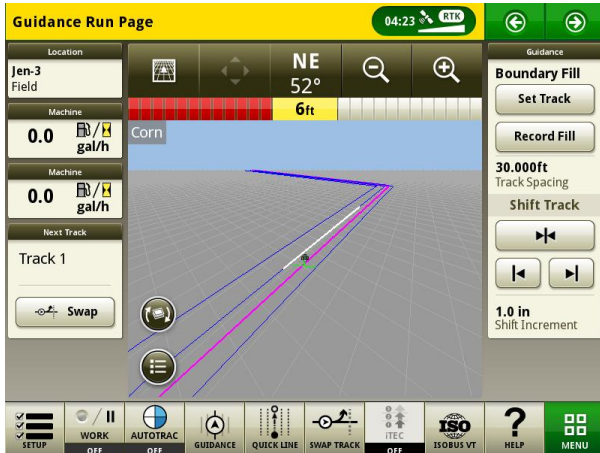 Guidance Run Page
04:23 RTK
Location
Jen-3
Field
Machine
0.0 gal/h
Machine
0.0 gal/h
Next Track
Track 1
Swap
NE
52°
6ft
Corn
Guidance
Boundary Fill
Set Track
Record Fill
30.000ft
Track Spacing
Shift Track
1.0 in
Shift Increment
SETUP
WORK
OFF
AUTOTRAC
OFF
GUIDANCE
QUICK LINE
SWAP TRACK
iTEC
OFF
ISO
ISOBUS VT
?
HELP
MENU